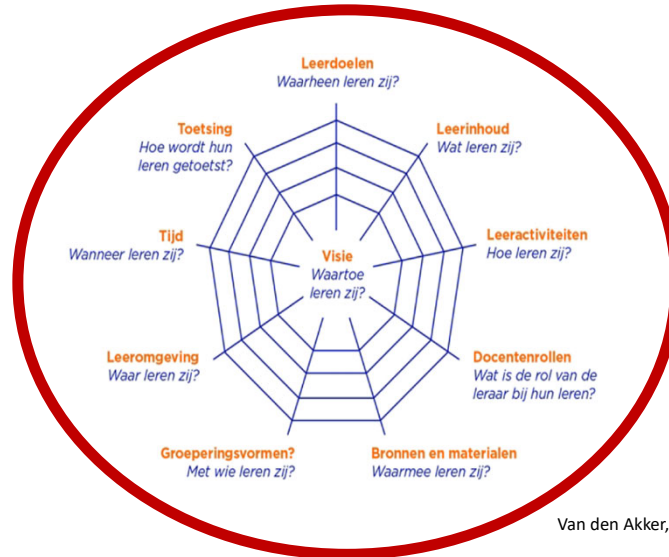 Leerdoelen
Waarheen leren zij?
Toetsing
Hoe wordt hun
leren getoetst?
Leerinhoud
Wat leren zij?
Tijd
Wanneer leren zij?
Visie
Waartoe
leren zij?
Leeractiviteiten
Hoe leren zij?
Leeromgeving
Waar leren zij?
Docentenrollen
Wat is de rol van de
leraar bij hun leren?
Groeperingsvormen?
Met wie leren zij?
Bronnen en materialen
Waarmee leren zij?
Van den Akker,